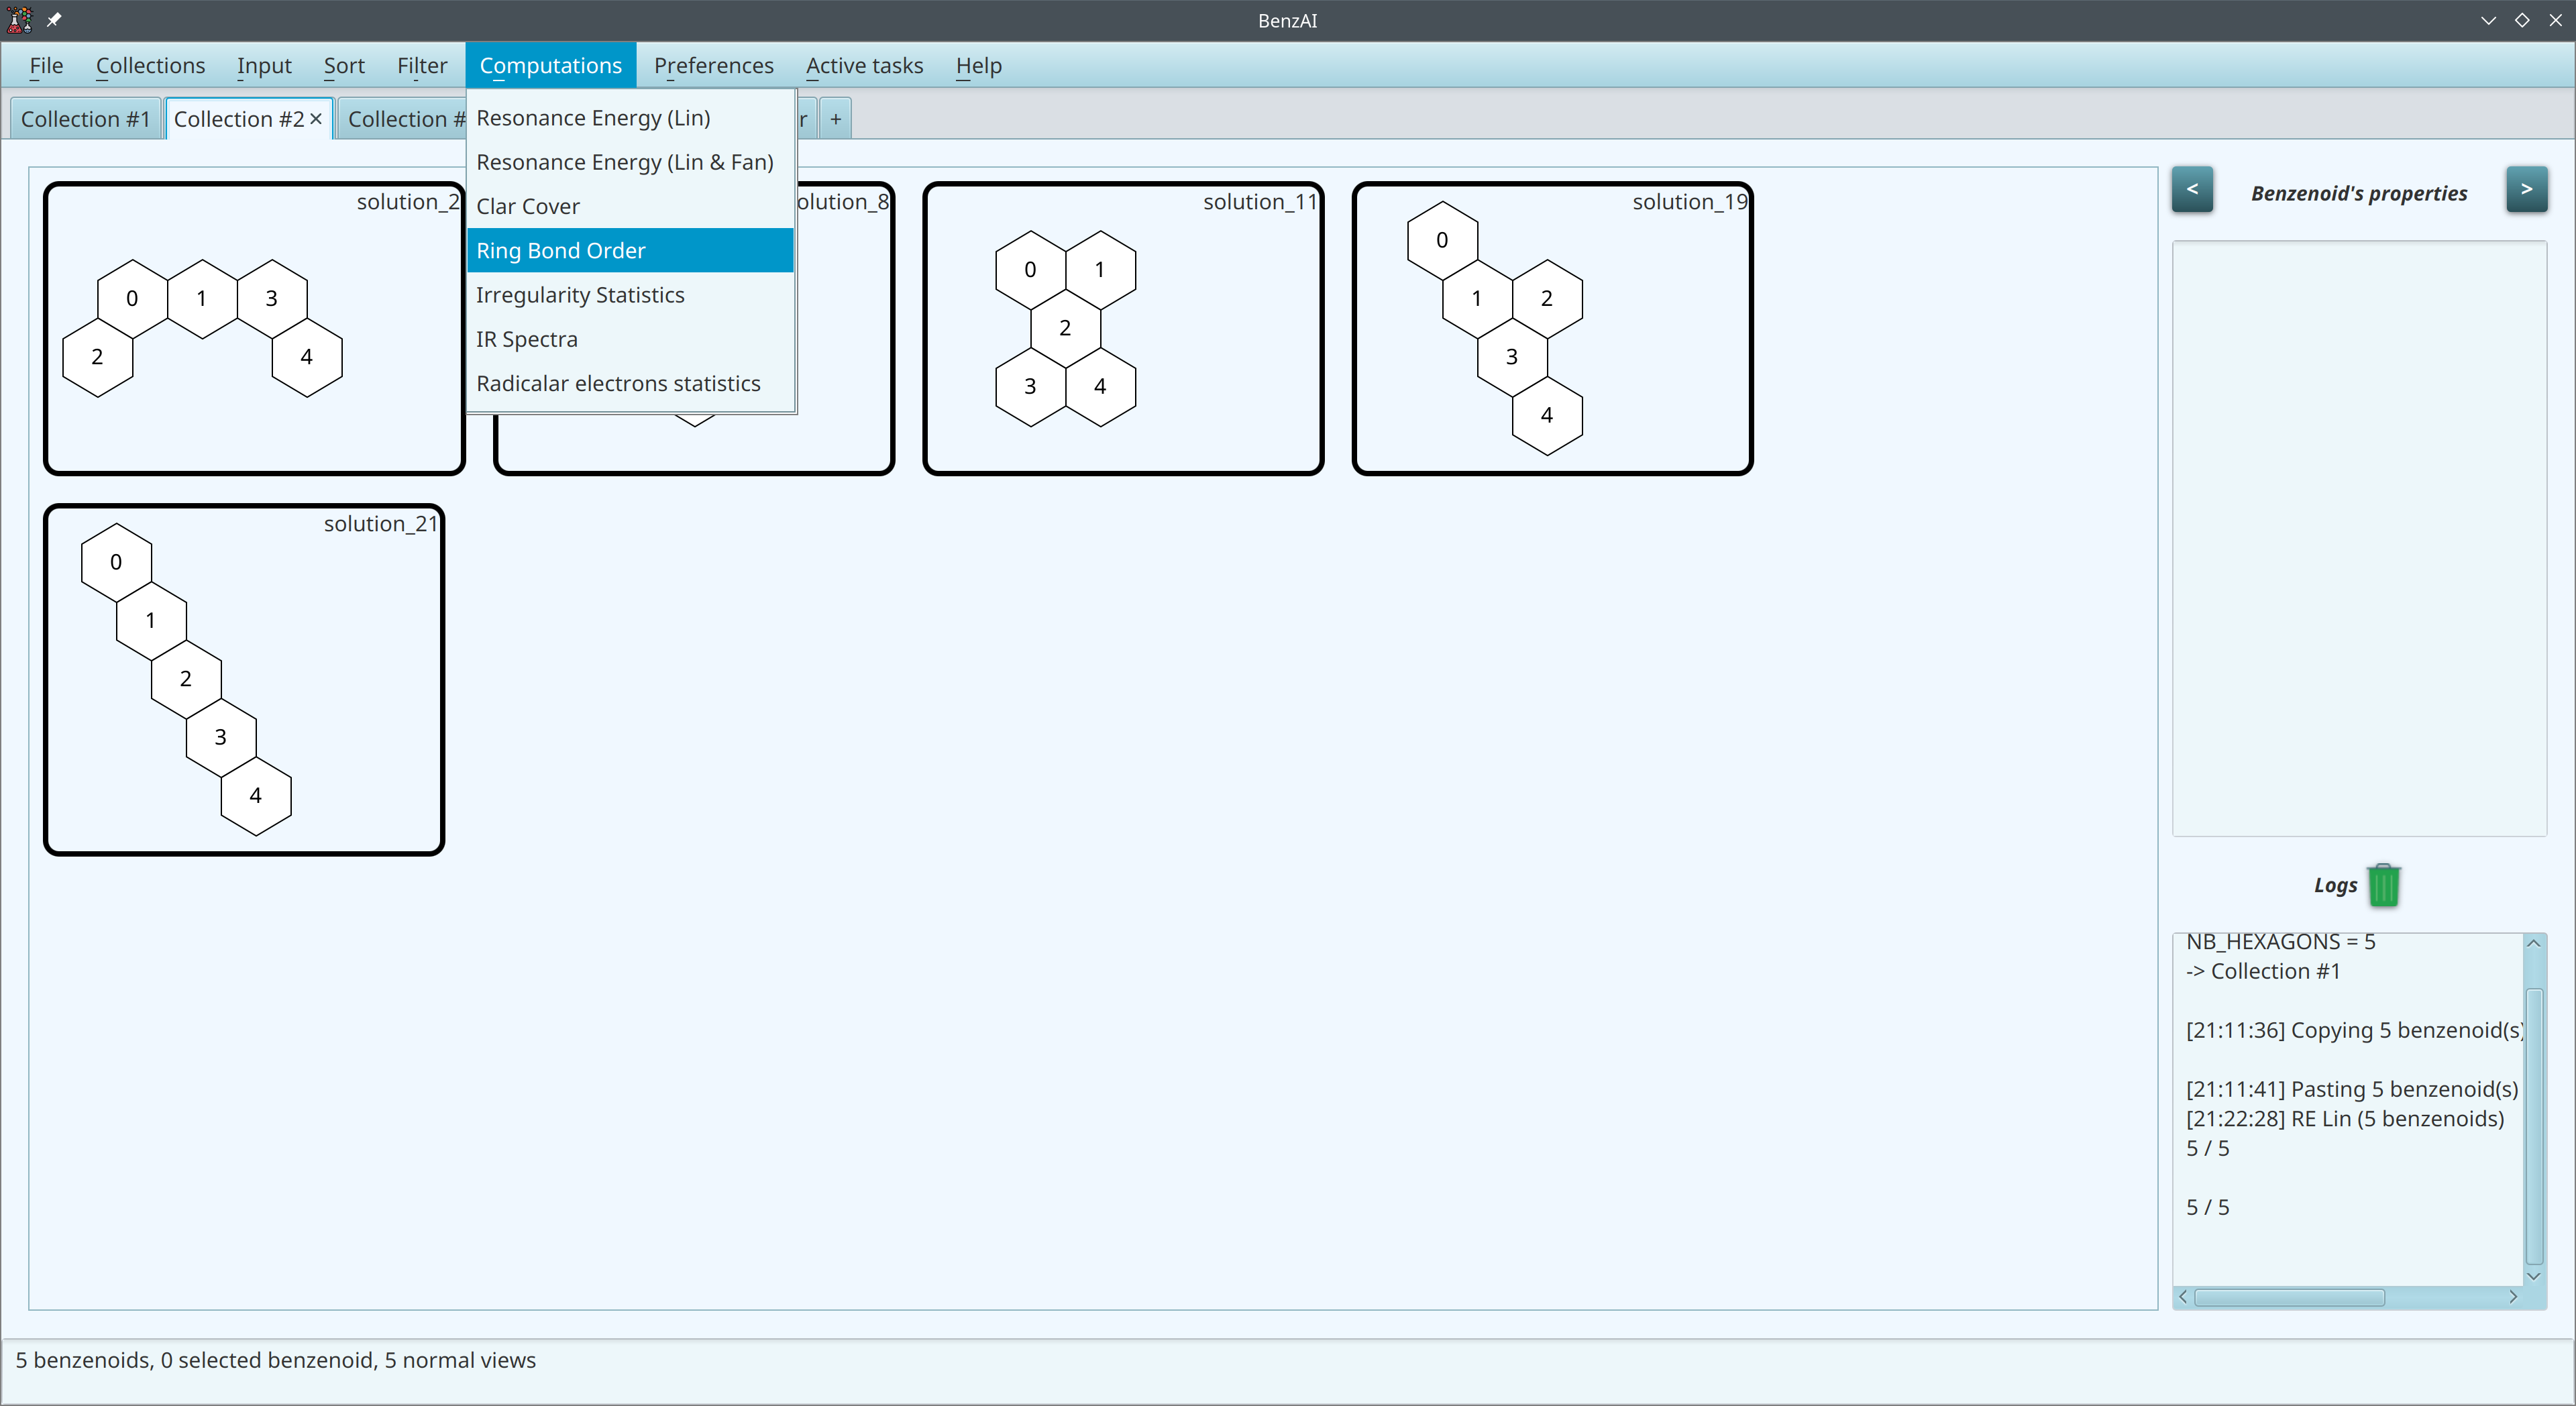 BenzAI
File Collections Input Sort Filter Computations Preferences Active tasks Help
Collection #1 Collection #2 × Collection # r +
Resonance Energy (Lin)
Resonance Energy (Lin & Fan)
Clar Cover
Ring Bond Order
Irregularity Statistics
IR Spectra
Radicalar electrons statistics
solution_2
0 1 3
2 4
olution_8
solution_11
0 1
2
3 4
solution_19
0
1 2
3
4
solution_21
0
1
2
3
4
< Benzenoid's properties >
Logs
NB_HEXAGONS = 5
-> Collection #1
[21:11:36] Copying 5 benzenoid(s)
[21:11:41] Pasting 5 benzenoid(s)
[21:22:28] RE Lin (5 benzenoids)
5 / 5
5 / 5
5 benzenoids, 0 selected benzenoid, 5 normal views